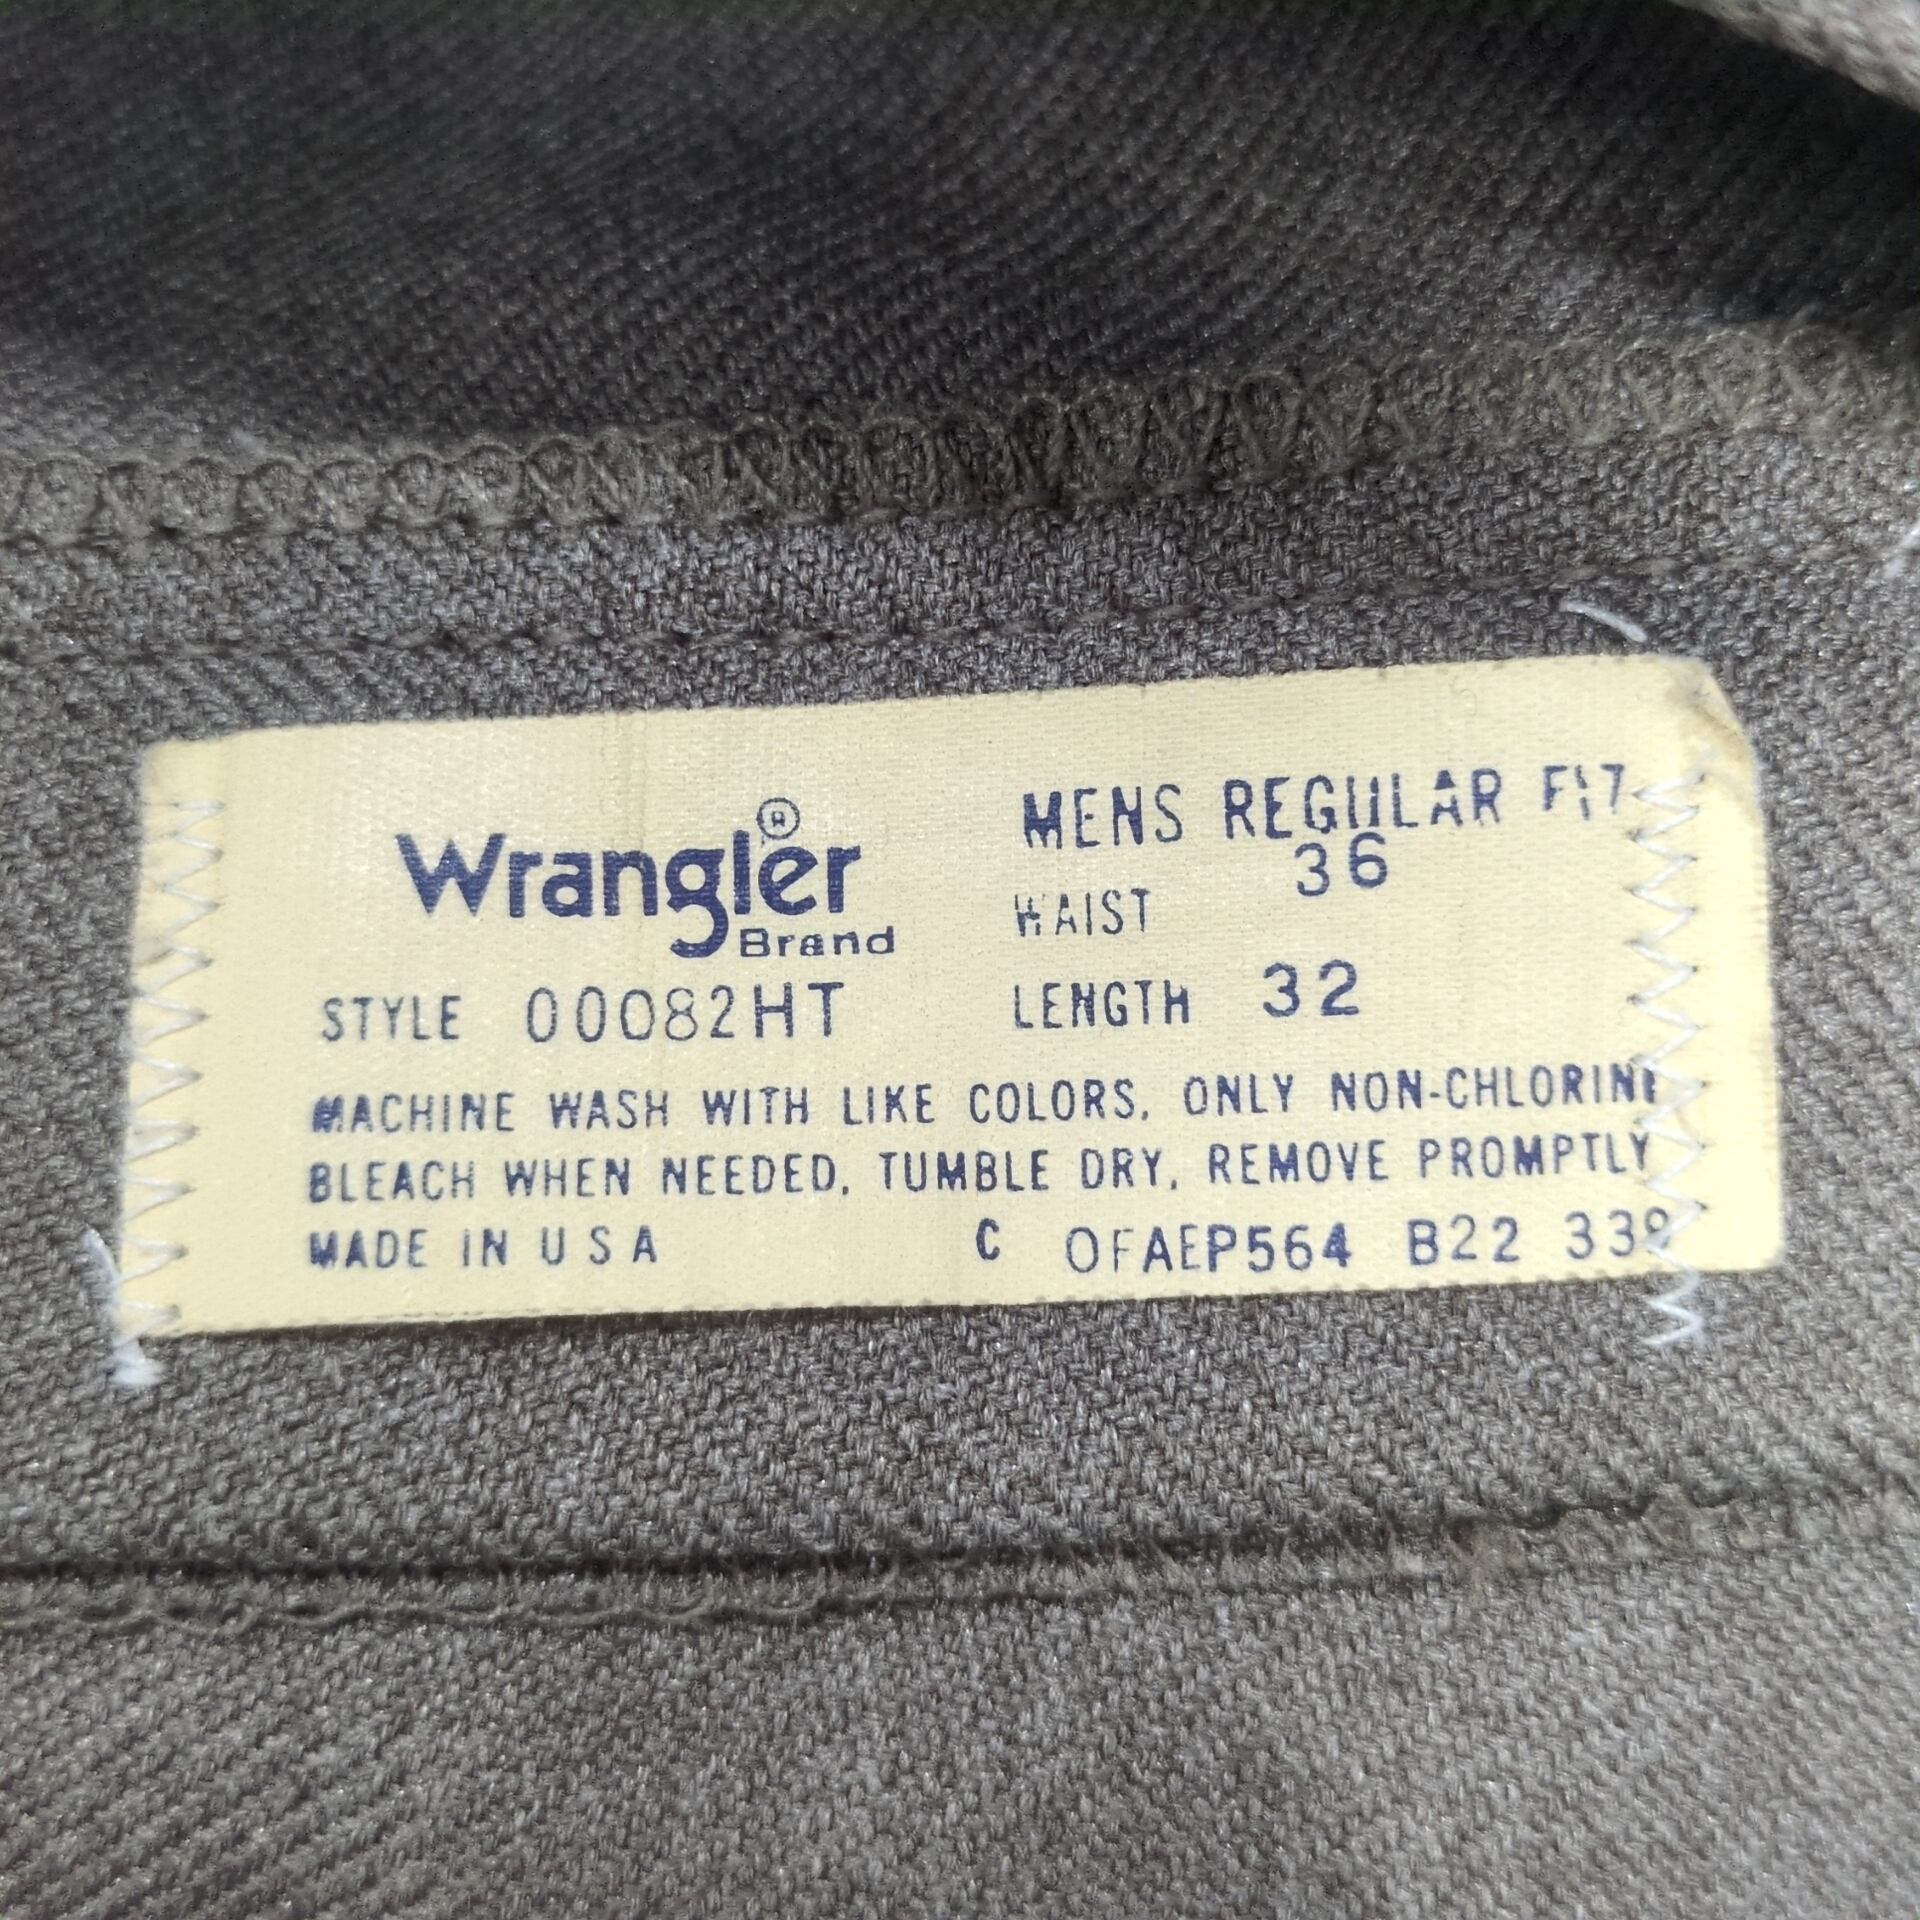 Wrangler®
Brand
MENS REGULAR FIT
WAIST 36
STYLE 00082HT
LENGTH 32
MACHINE WASH WITH LIKE COLORS, ONLY NON-CHLORINE
BLEACH WHEN NEEDED, TUMBLE DRY, REMOVE PROMPTLY
MADE IN U S A C OFAEP564 B22